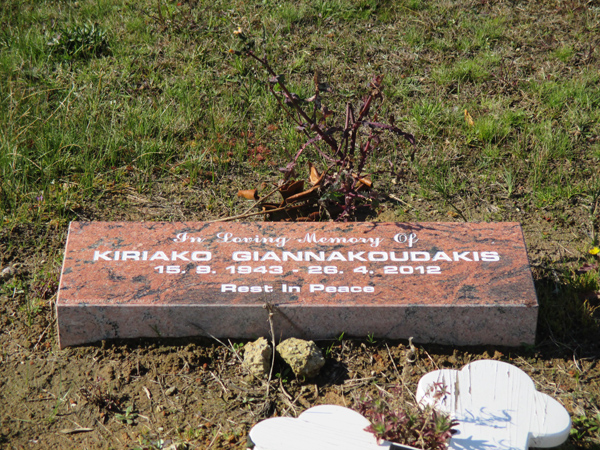 In Loving Memory Of
KIRIAKO GIANNAKOUDAKIS
15. 9. 1943 - 26. 4. 2012
Rest In Peace